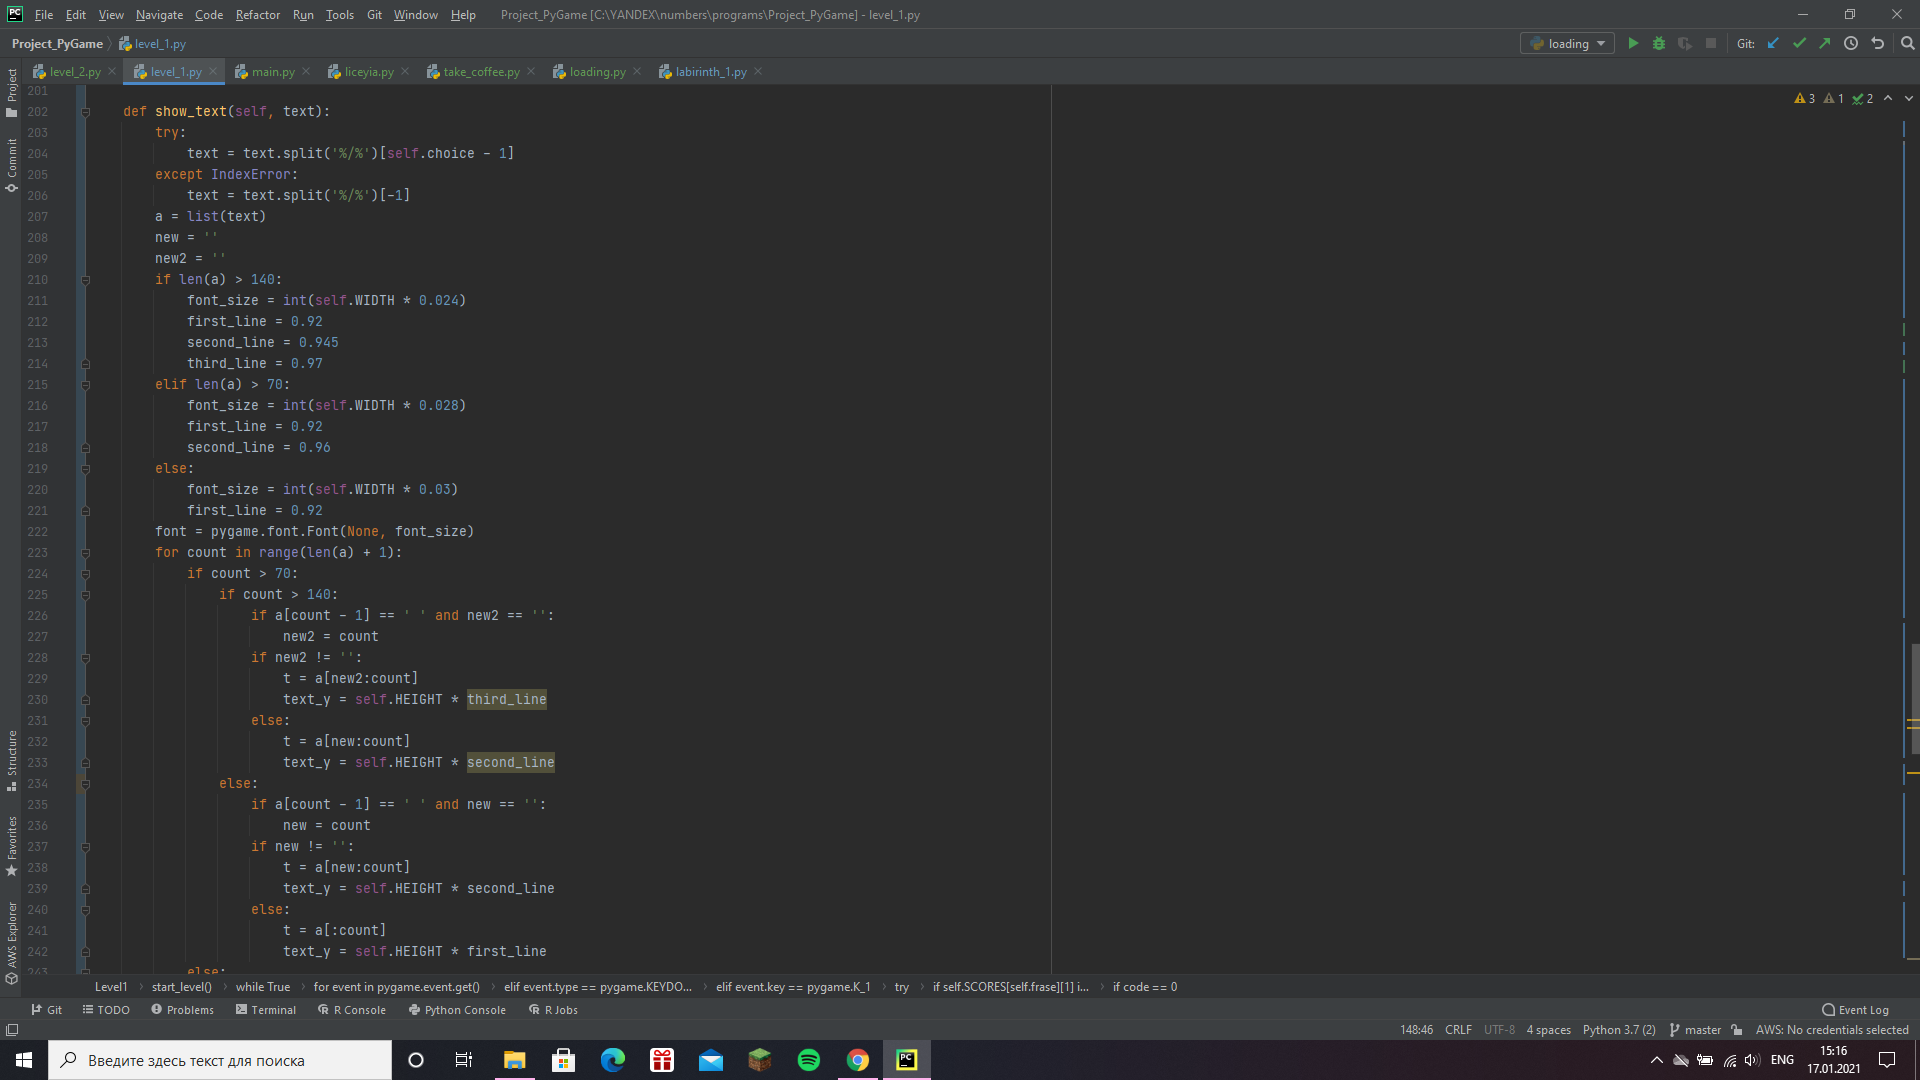 PC File Edit View Navigate Code Refactor Run Tools Git Window Help Project_PyGame [C:\YANDEX\numbers\programs\Project_PyGame] - level_1.py
Project_PyGame level_1.py loading Git:
level_2.py level_1.py main.py liceyia.py take_coffee.py loading.py labirinth_1.py
Project
Commit
Structure
Favorites
AWS Explorer
3 1 2
201
202 def show_text(self, text):
203 try:
204 text = text.split('%/%')[self.choice - 1]
205 except IndexError:
206 text = text.split('%/%')[-1]
207 a = list(text)
208 new = ''
209 new2 = ''
210 if len(a) > 140:
211 font_size = int(self.WIDTH * 0.024)
212 first_line = 0.92
213 second_line = 0.945
214 third_line = 0.97
215 elif len(a) > 70:
216 font_size = int(self.WIDTH * 0.028)
217 first_line = 0.92
218 second_line = 0.96
219 else:
220 font_size = int(self.WIDTH * 0.03)
221 first_line = 0.92
222 font = pygame.font.Font(None, font_size)
223 for count in range(len(a) + 1):
224 if count > 70:
225 if count > 140:
226 if a[count - 1] == ' ' and new2 == '':
227 new2 = count
228 if new2 != '':
229 t = a[new2:count]
230 text_y = self.HEIGHT * third_line
231 else:
232 t = a[new:count]
233 text_y = self.HEIGHT * second_line
234 else:
235 if a[count - 1] == ' ' and new == '':
236 new = count
237 if new != '':
238 t = a[new:count]
239 text_y = self.HEIGHT * second_line
240 else:
241 t = a[:count]
242 text_y = self.HEIGHT * first_line
243 else:
Level1 start_level() while True for event in pygame.event.get() elif event.type == pygame.KEYDO... elif event.key == pygame.K_1 try if self.SCORES[self.frase][1] i... if code == 0
Git TODO Problems Terminal R Console Python Console R Jobs Event Log
148:46 CRLF UTF-8 4 spaces Python 3.7 (2) master AWS: No credentials selected
Введите здесь текст для поиска PC ENG 15:16
17.01.2021